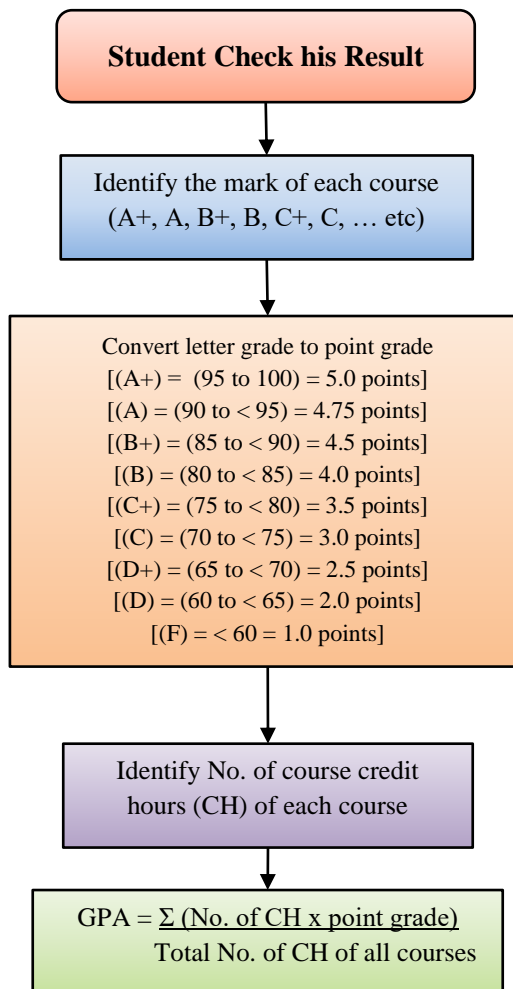 Student Check his Result
Identify the mark of each course
(A+, A, B+, B, C+, C, … etc)
Convert letter grade to point grade
[(A+) = (95 to 100) = 5.0 points]
[(A) = (90 to < 95) = 4.75 points]
[(B+) = (85 to < 90) = 4.5 points]
[(B) = (80 to < 85) = 4.0 points]
[(C+) = (75 to < 80) = 3.5 points]
[(C) = (70 to < 75) = 3.0 points]
[(D+) = (65 to < 70) = 2.5 points]
[(D) = (60 to < 65) = 2.0 points]
[(F) = < 60 = 1.0 points]
Identify No. of course credit
hours (CH) of each course
GPA = Σ (No. of CH x point grade)
Total No. of CH of all courses